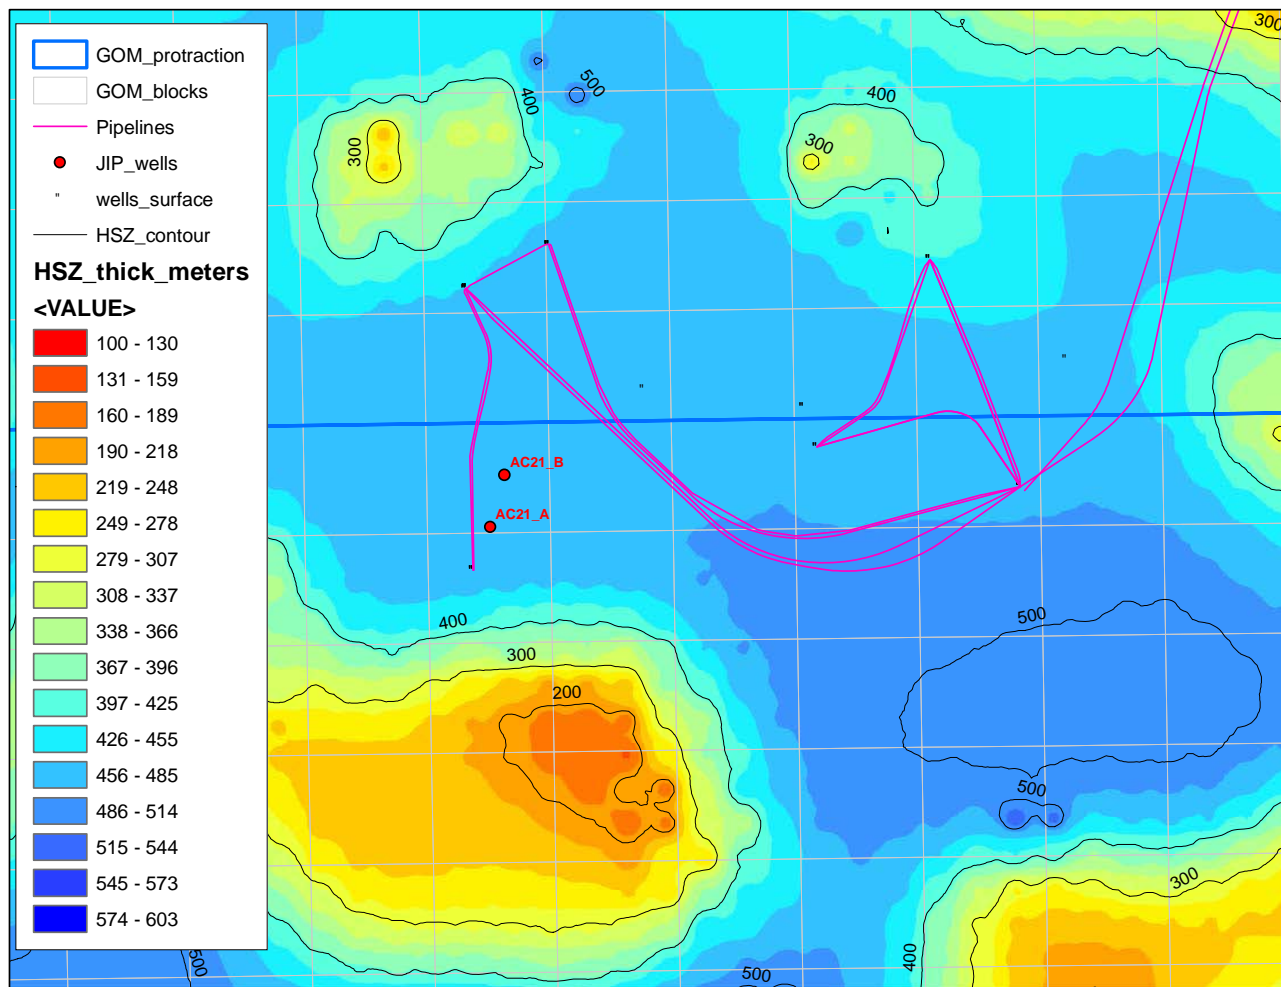 GOM_protraction
GOM_blocks
Pipelines
JIP_wells
" wells_surface
HSZ_contour
HSZ_thick_meters
<VALUE>
100 - 130
131 - 159
160 - 189
190 - 218
219 - 248
249 - 278
279 - 307
308 - 337
338 - 366
367 - 396
397 - 425
426 - 455
456 - 485
486 - 514
515 - 544
545 - 573
574 - 603
300
500
400
400
300
300
AC21_B
AC21_A
400
500
300
200
500
300
400
500
500